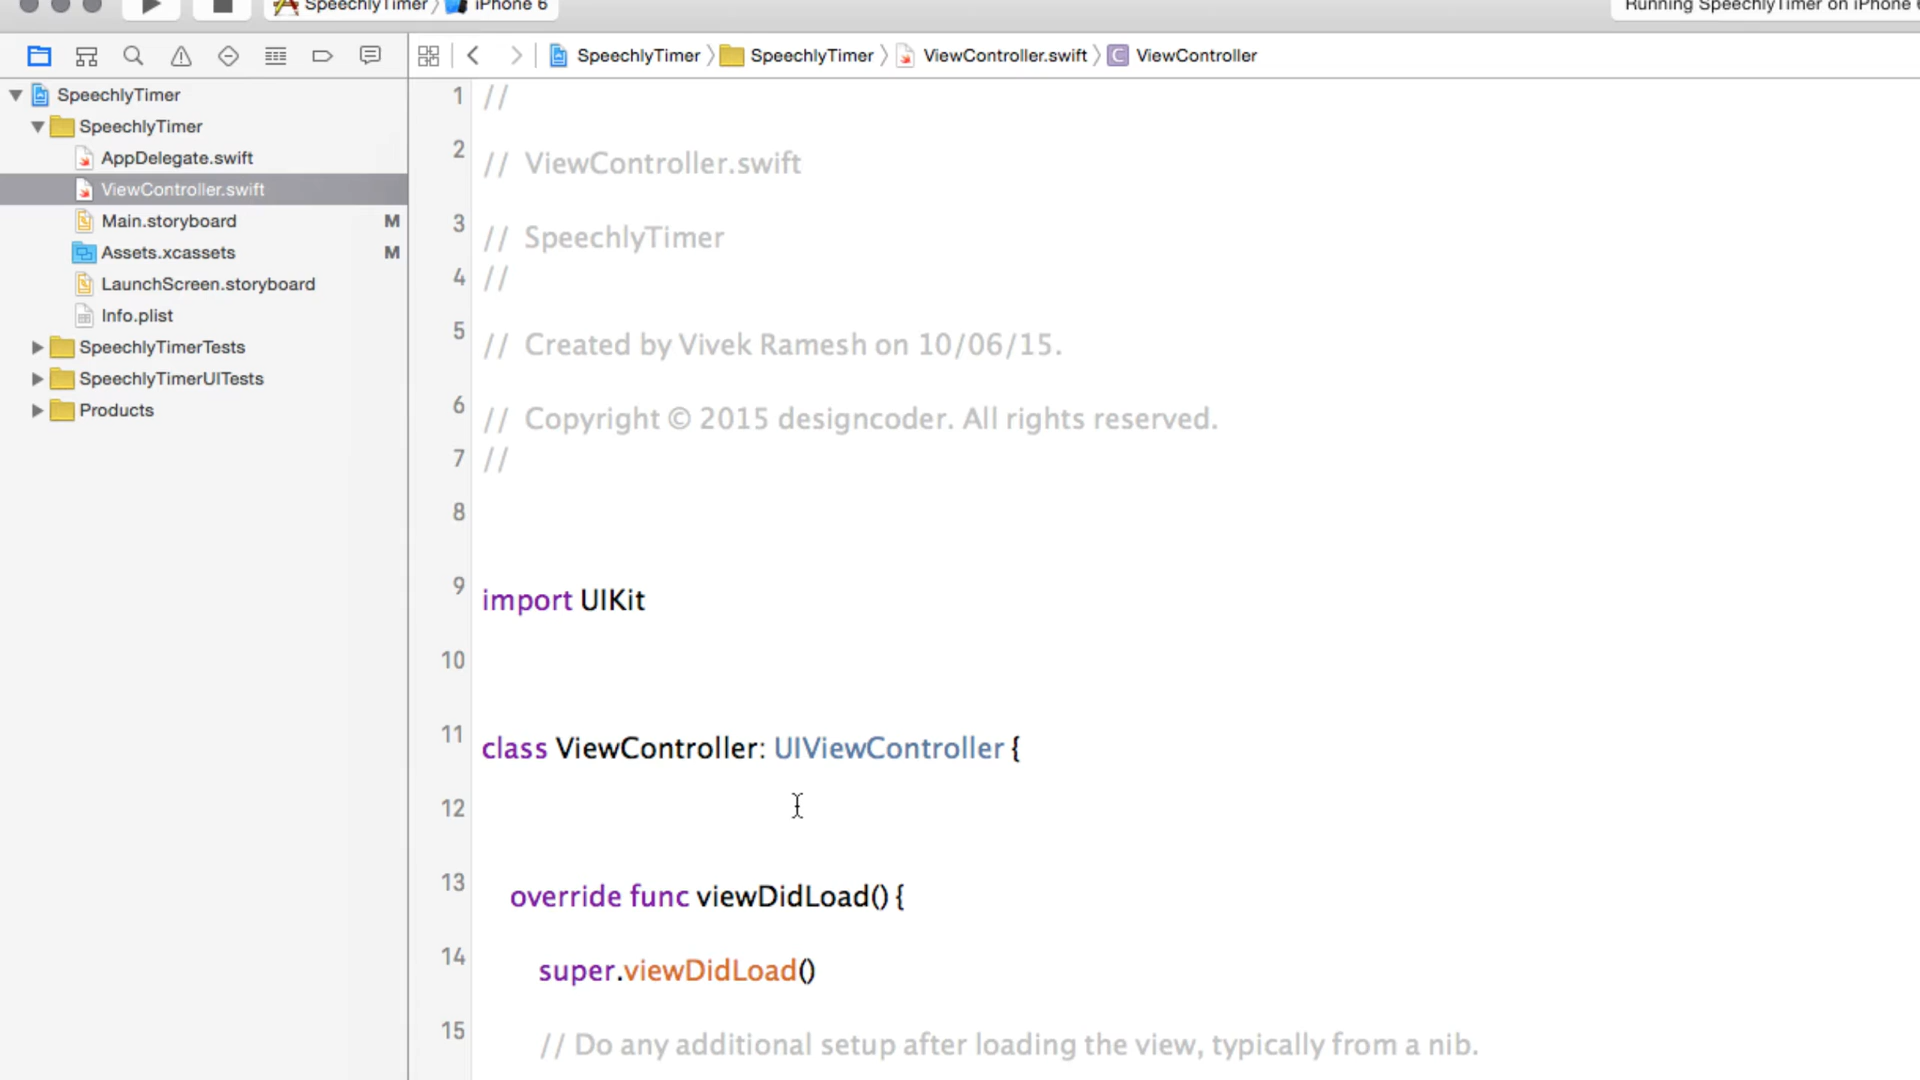 SpeechlyTimer 〉 iPhone 6
Running SpeechlyTimer on iPhone 6
SpeechlyTimer 〉 SpeechlyTimer 〉 ViewController.swift 〉 C ViewController
SpeechlyTimer
SpeechlyTimer
AppDelegate.swift
ViewController.swift
Main.storyboard M
Assets.xcassets M
LaunchScreen.storyboard
Info.plist
SpeechlyTimerTests
SpeechlyTimerUITests
Products
1 //
2 // ViewController.swift
3 // SpeechlyTimer
4 //
5 // Created by Vivek Ramesh on 10/06/15.
6 // Copyright © 2015 designcoder. All rights reserved.
7 //
8
9 import UIKit
10
11 class ViewController: UIViewController {
12
13 override func viewDidLoad() {
14 super.viewDidLoad()
15 // Do any additional setup after loading the view, typically from a nib.